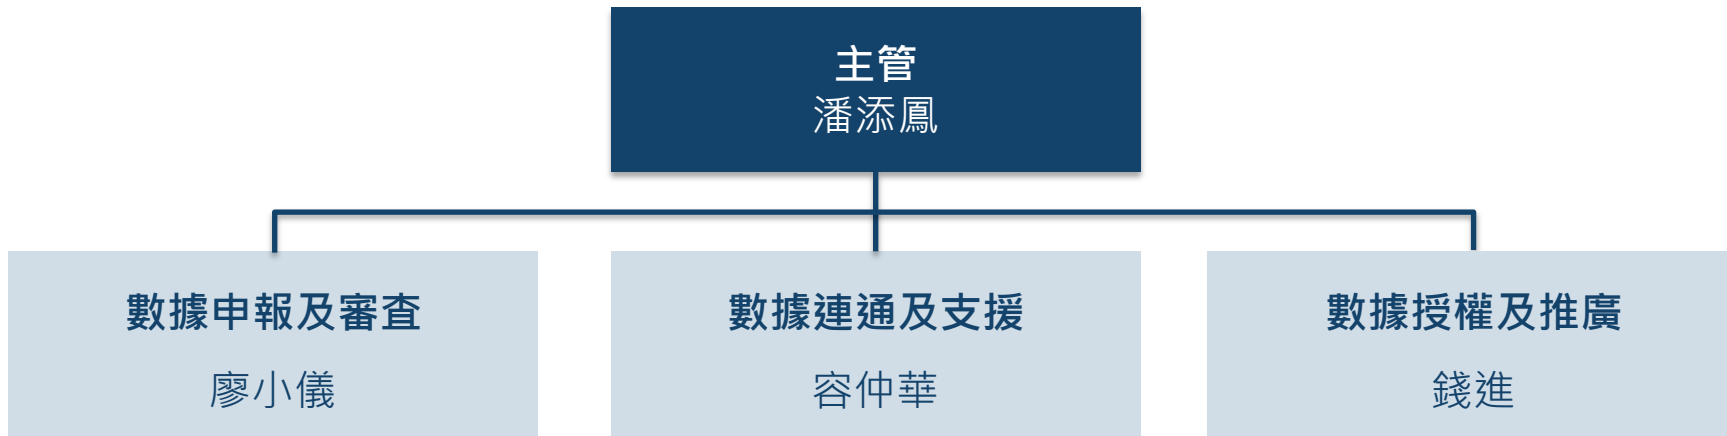 主管
潘添鳳
數據申報及審查
廖小儀
數據連通及支援
容仲華
數據授權及推廣
錢進